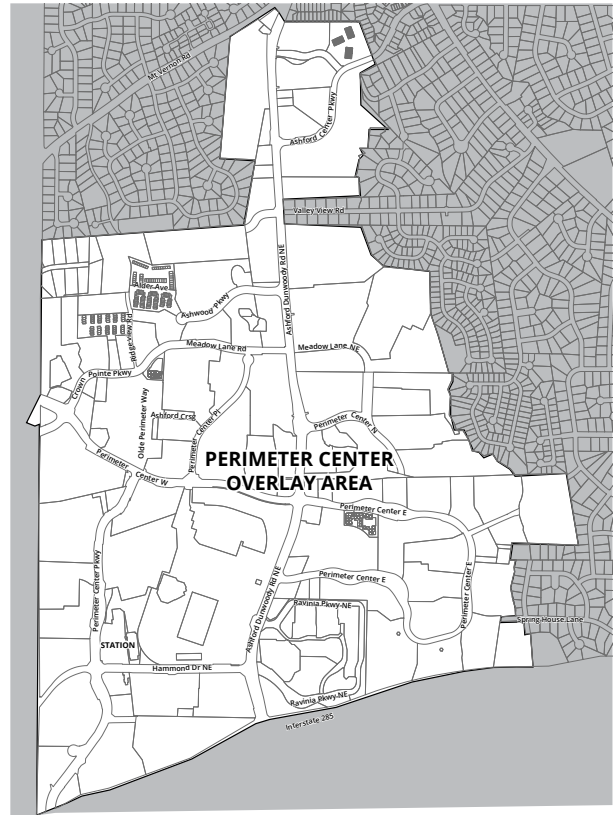 Mt Vernon Rd
Ashford Center Pkwy
Valley View Rd
Ashford Dunwoody Rd NE
Alder Ave
Ashwood Pkwy
Ridgeview Rd
Meadow Lane Rd
Meadow Lane NE
Crown Pointe Pkwy
Olde Perimeter Way
Ashford Crsg
Perimeter Center Pl
Perimeter Center N
PERIMETER CENTER
OVERLAY AREA
Perimeter Center W
Perimeter Center E
Perimeter Center Pkwy
Perimeter Center E
Perimeter Center E
Ashford Dunwoody Rd NE
Ravinia Pkwy NE
Spring House Lane
STATION
Hammond Dr NE
Ravinia Pkwy NE
Interstate 285